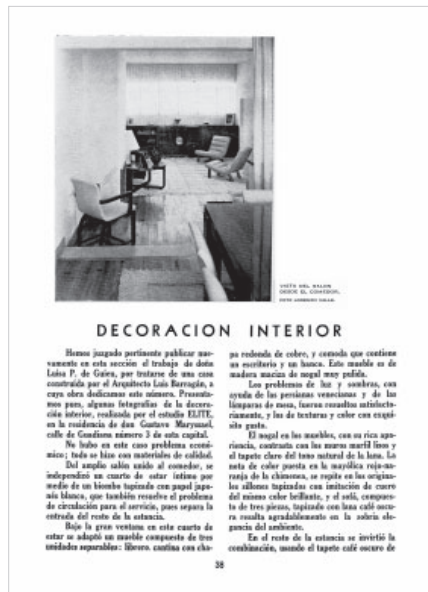 VISTA DEL SALON
DESDE EL COMEDOR.
DECORACION INTERIOR
Hemos juzgado pertinente publicar nue-
vamente en esta sección el trabajo de doña
Luisa P. de Guieu, por tratarse de una casa
construida por el Arquitecto Luis Barragán, a
cuya obra dedicamos este número. Presenta-
mos pues, algunas fotografías de la decora-
ción interior, realizada por el estudio ELITE,
en la residencia de don Gustavo
calle de Guadiana número 3 de esta capital.
No hubo en este caso problema econó-
mico; todo se hizo con materiales de calidad.
Del amplio salón unido al comedor, se
independizó un cuarto de estar íntimo por
medio de un biombo tapizado con papel japo-
nés blanco, que también resuelve el problema
de circulación para el servicio, pues separa la
entrada del resto de la estancia.
Bajo la gran ventana en este cuarto de
estar se adaptó un mueble compuesto de tres
unidades separables: librero, cantina con cha-
pa redonda de cobre, y comoda que contiene
un escritorio y un banco. Este mueble es de
madera maciza de nogal muy pulida.
Los problemas de luz y sombras, con
ayuda de las persianas venecianas y de las
lámparas de mesa, fueron resueltos satisfacto-
riamente, y los de texturas y color con exqui-
sito gusto.
El nogal en los muebles, con su rica apa-
riencia, contrasta con los muros marfil lisos y
el tapete claro del tono natural de la lana. La
nota de color puesta en la mayólica rojo-na-
ranja de la chimenea, se repite en los origina-
les sillones tapizados con imitación de cuero
del mismo color brillante, y el sofá, compues-
to de tres piezas, tapizado con lana café oscu-
ro resalta agradablemente en la sobria ele-
gancia del ambiente.
En el resto de la estancia se invirtió la
combinación, usando el tapete café oscuro de
38